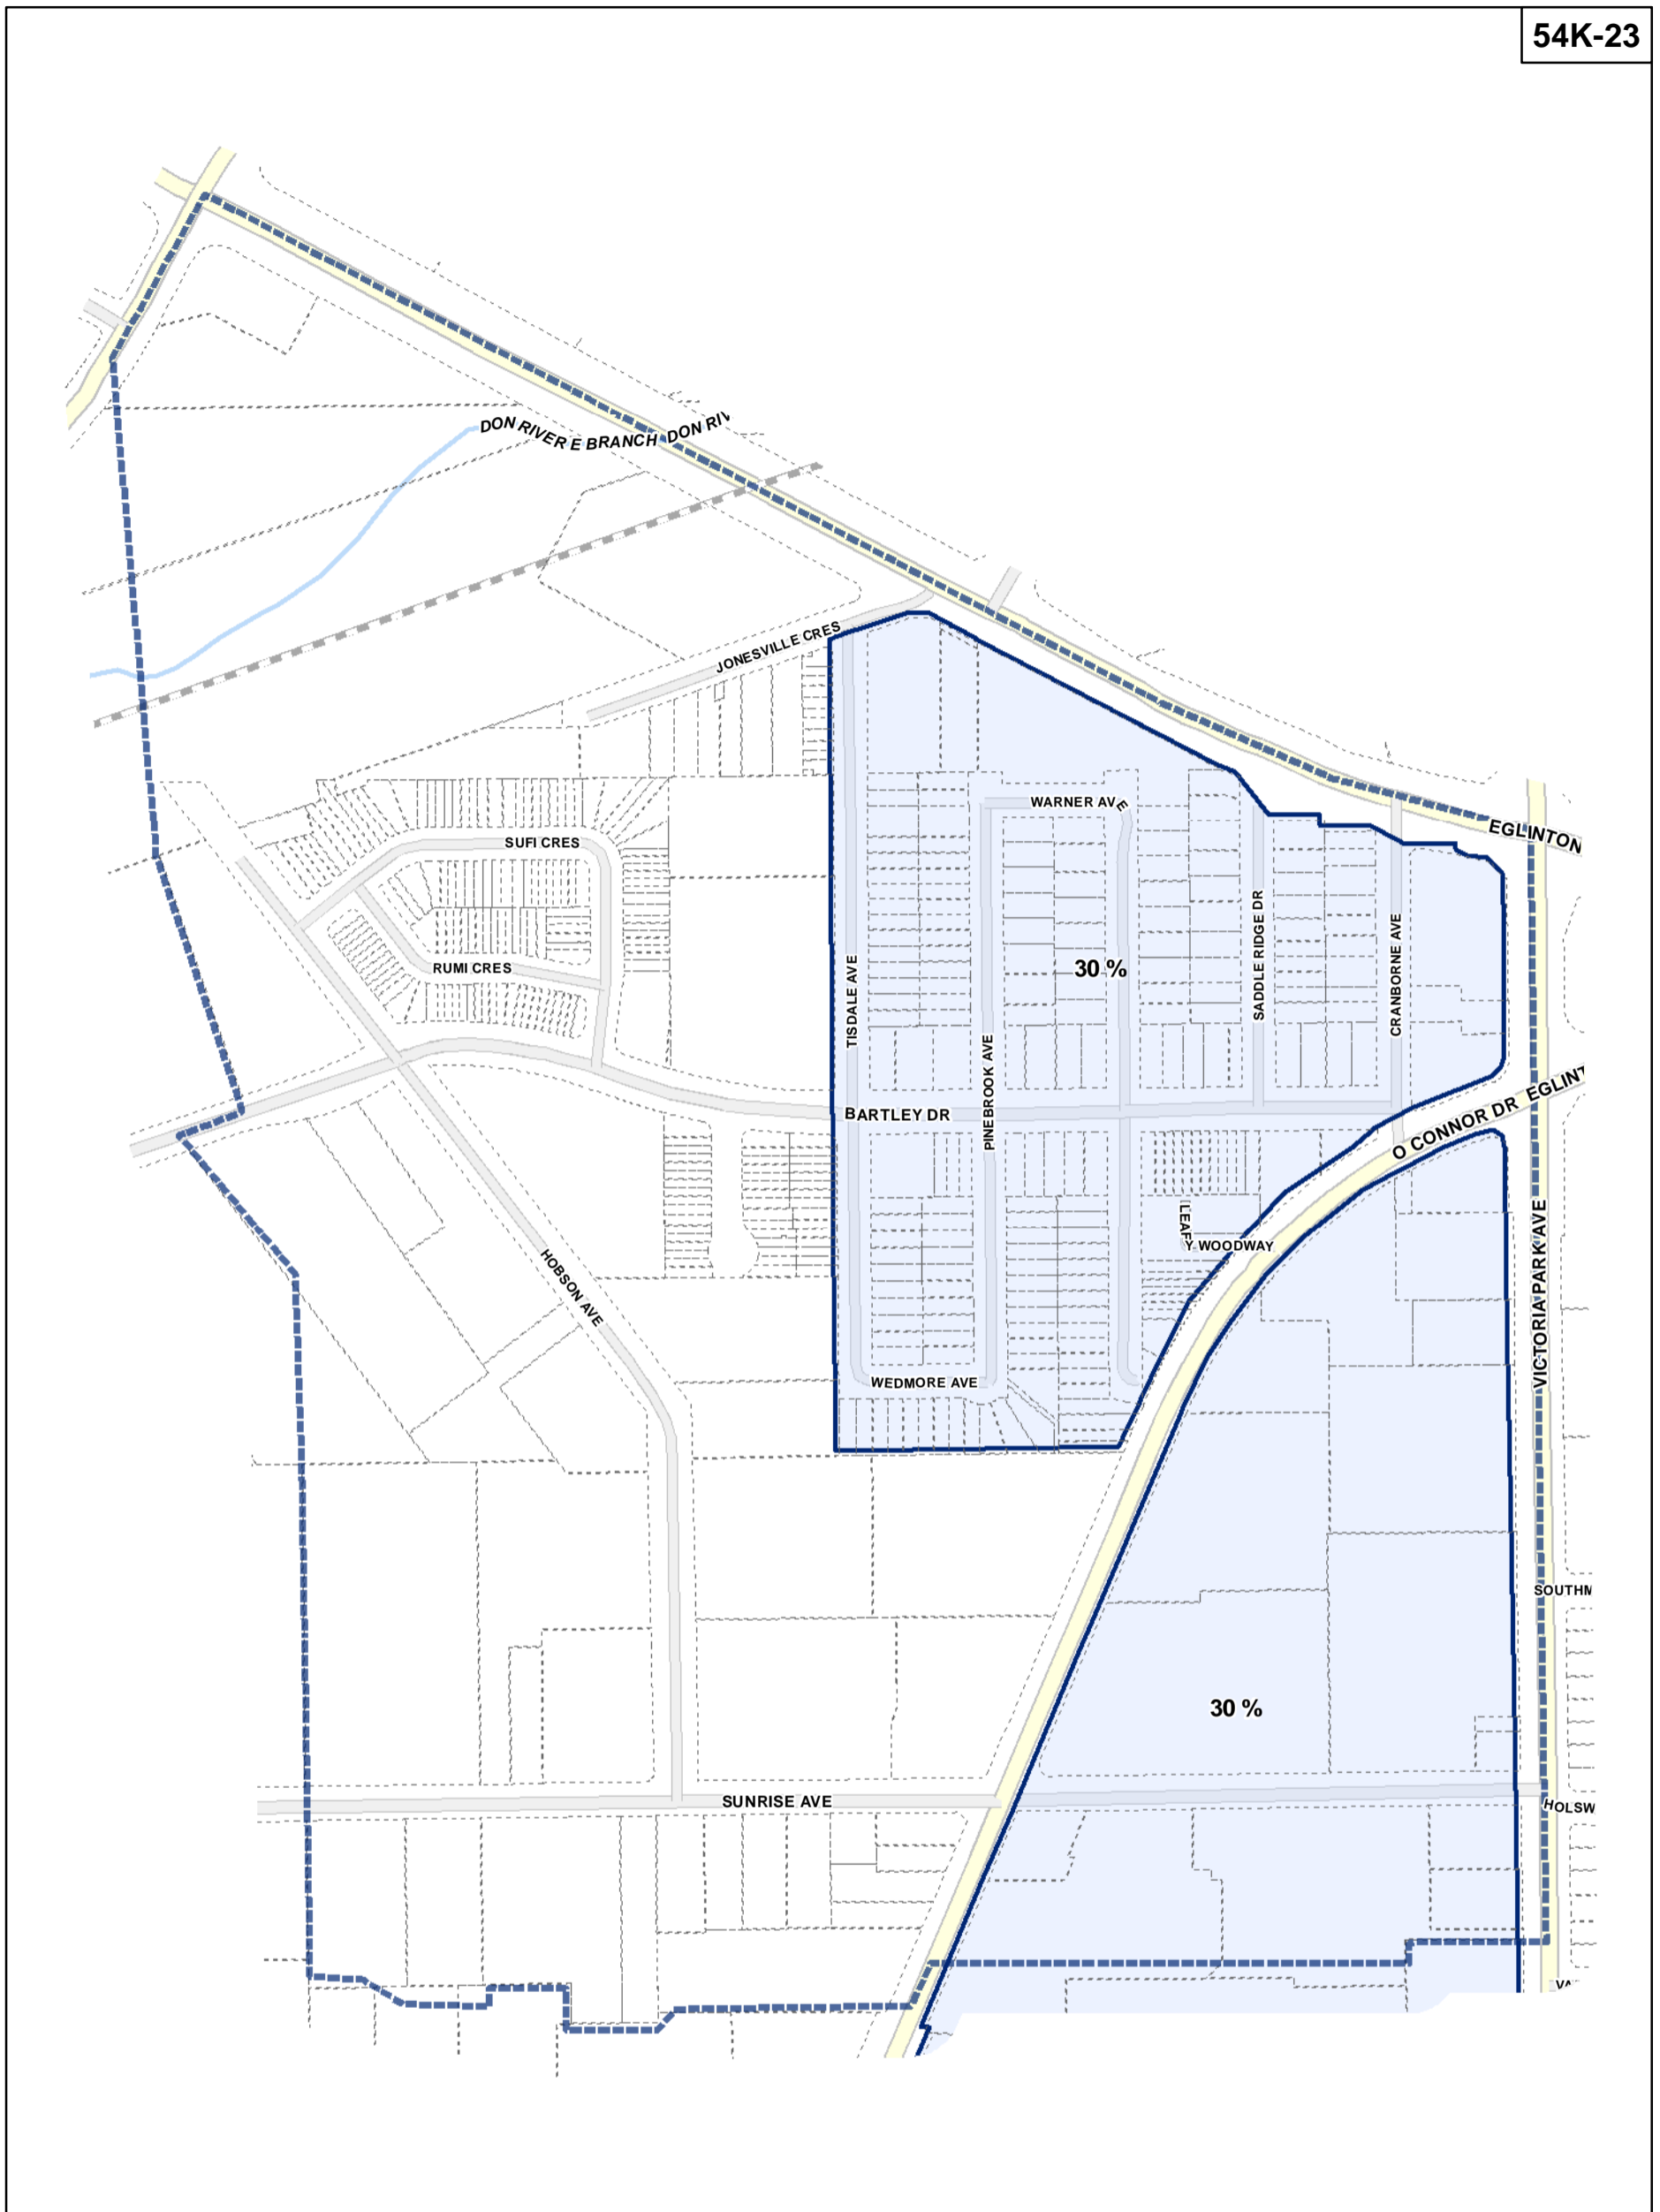 54K-23
DON RIVER E BRANCH
DON RIV
JONESVILLE CRES
WARNER AVE
EGLINTON
SUFI CRES
RUMI CRES
30 %
TISDALE AVE
SADDLE RIDGE DR
CRANBORNE AVE
PINEBROOK AVE
BARTLEY DR
O CONNOR DR
EGLINT
LEAFY WOODWAY
HOBSON AVE
VICTORIA PARK AVE
WEDMORE AVE
SOUTHM
30 %
SUNRISE AVE
HOLSW